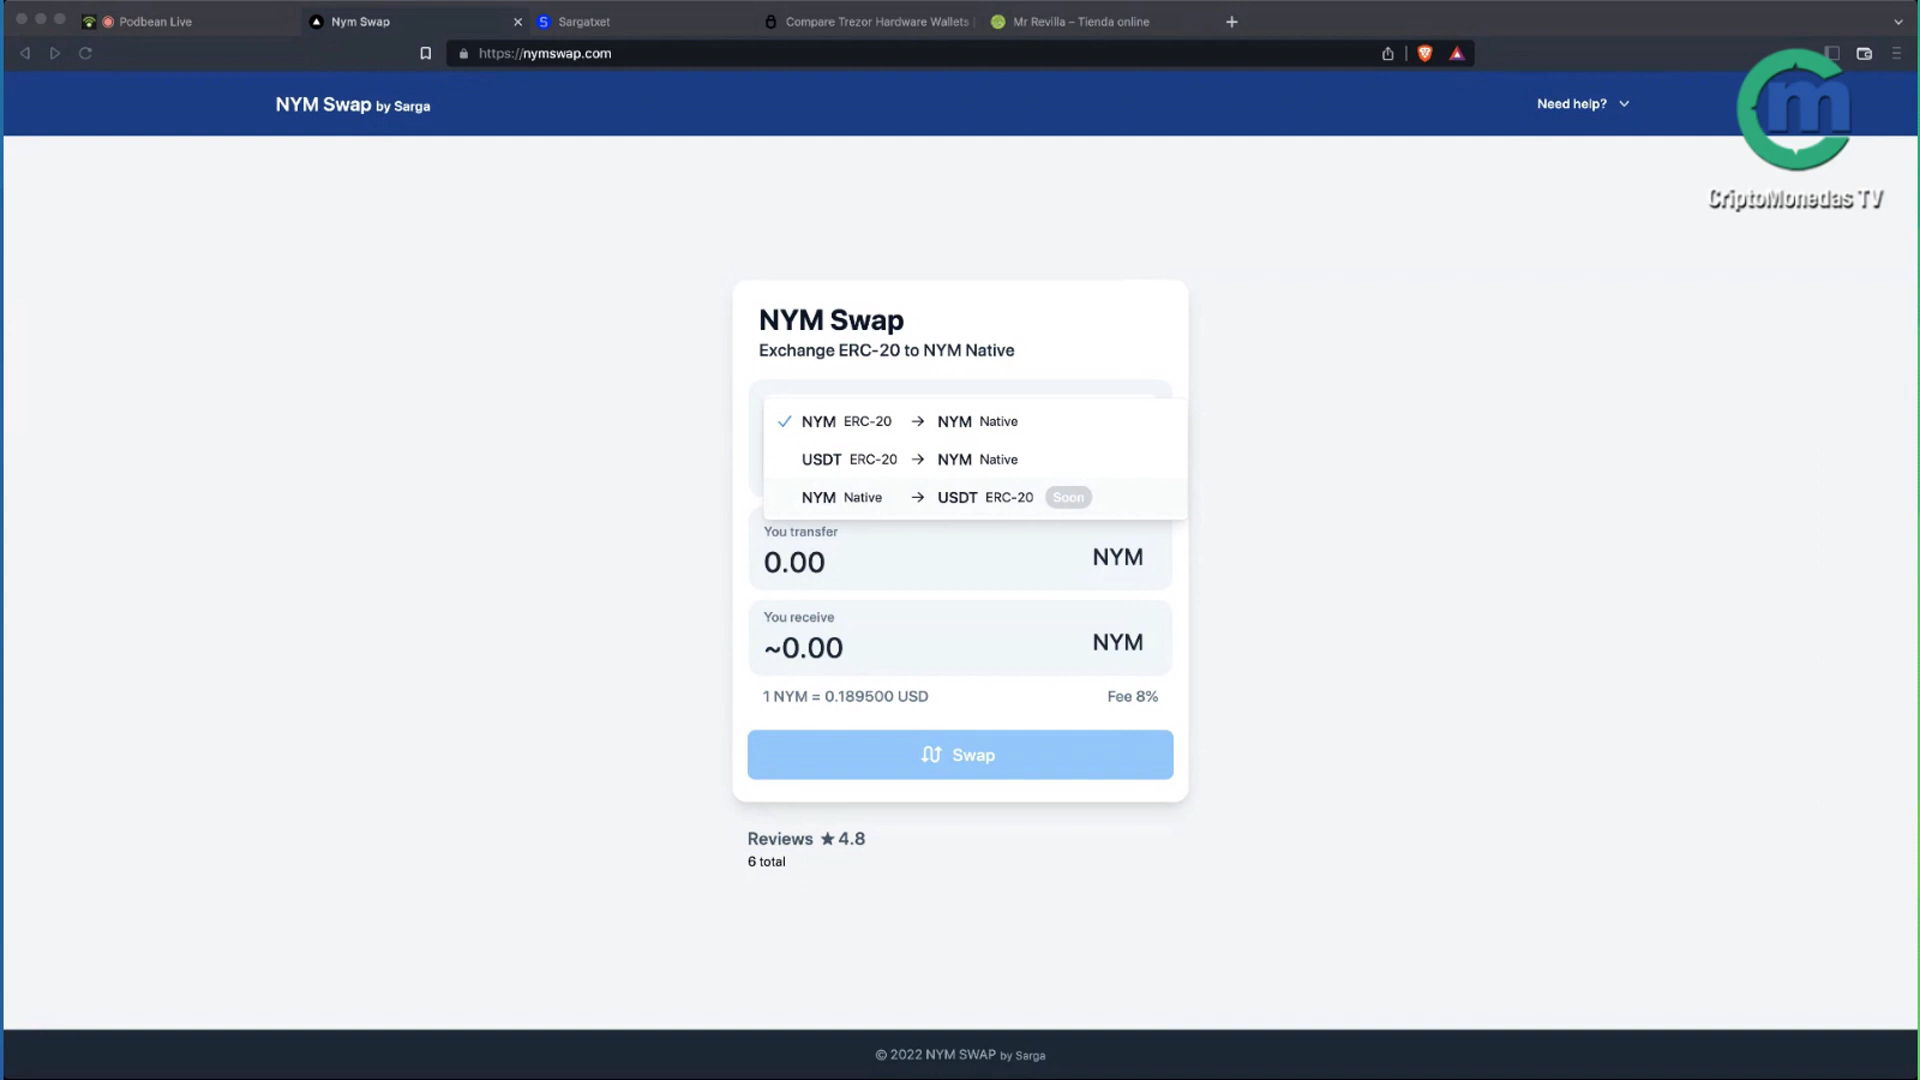 Podbean Live
Nym Swap
Sargatxet
Compare Trezor Hardware Wallets
Mr Revilla – Tienda online
https://nymswap.com
NYM Swap by Sarga
Need help?
CriptoMonedas TV
NYM Swap
Exchange ERC-20 to NYM Native
NYM ERC-20 → NYM Native
USDT ERC-20 → NYM Native
NYM Native → USDT ERC-20 Soon
You transfer
0.00 NYM
You receive
~0.00 NYM
1 NYM = 0.189500 USD Fee 8%
Swap
Reviews ★ 4.8
6 total
© 2022 NYM SWAP by Sarga